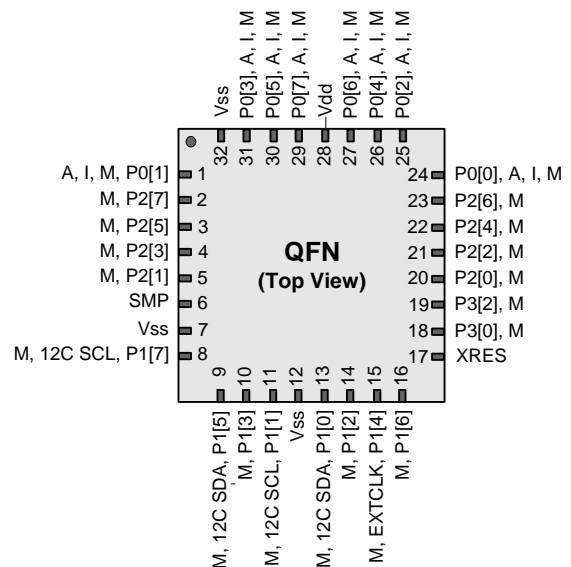 Vss
P0[3], A, I, M
P0[5], A, I, M
P0[7], A, I, M
Vdd
P0[6], A, I, M
P0[4], A, I, M
P0[2], A, I, M
32
31
30
29
28
27
26
25
A, I, M, P0[1] 1
M, P2[7] 2
M, P2[5] 3
M, P2[3] 4
M, P2[1] 5
SMP 6
Vss 7
M, 12C SCL, P1[7] 8
QFN
(Top View)
24 P0[0], A, I, M
23 P2[6], M
22 P2[4], M
21 P2[2], M
20 P2[0], M
19 P3[2], M
18 P3[0], M
17 XRES
9
10
11
12
13
14
15
16
M, 12C SDA, P1[5]
M, P1[3]
M, 12C SCL, P1[1]
Vss
M, 12C SDA, P1[0]
M, P1[2]
M, EXTCLK, P1[4]
M, P1[6]